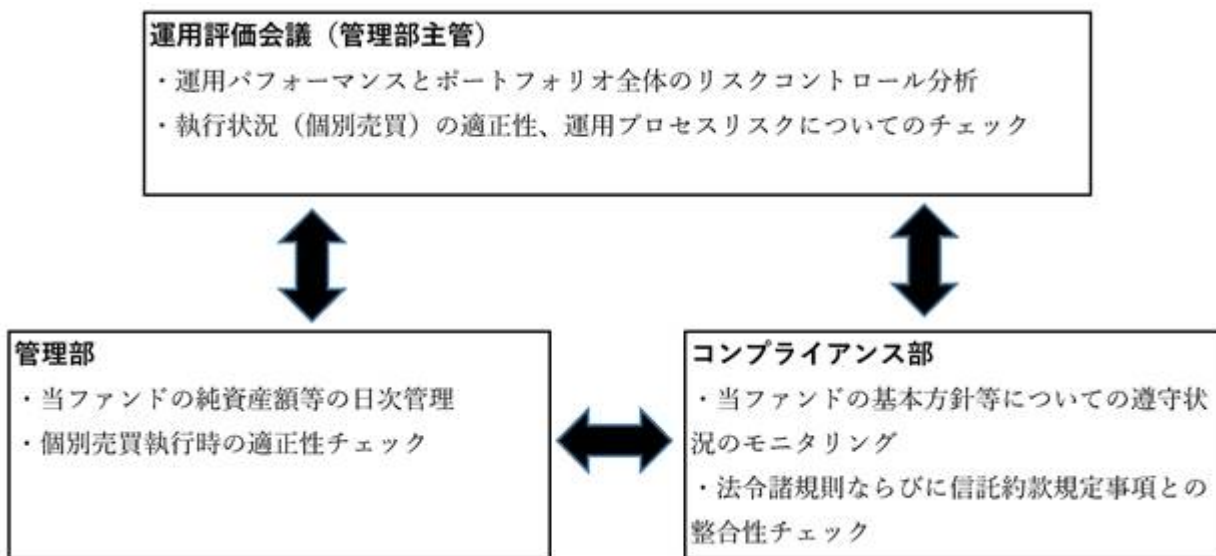 運用評価会議（管理部主管）
・運用パフォーマンスとポートフォリオ全体のリスクコントロール分析
・執行状況（個別売買）の適正性、運用プロセスリスクについてのチェック
管理部
・当ファンドの純資産額等の日次管理
・個別売買執行時の適正性チェック
コンプライアンス部
・当ファンドの基本方針等についての遵守状
況のモニタリング
・法令諸規則ならびに信託約款規定事項との
整合性チェック